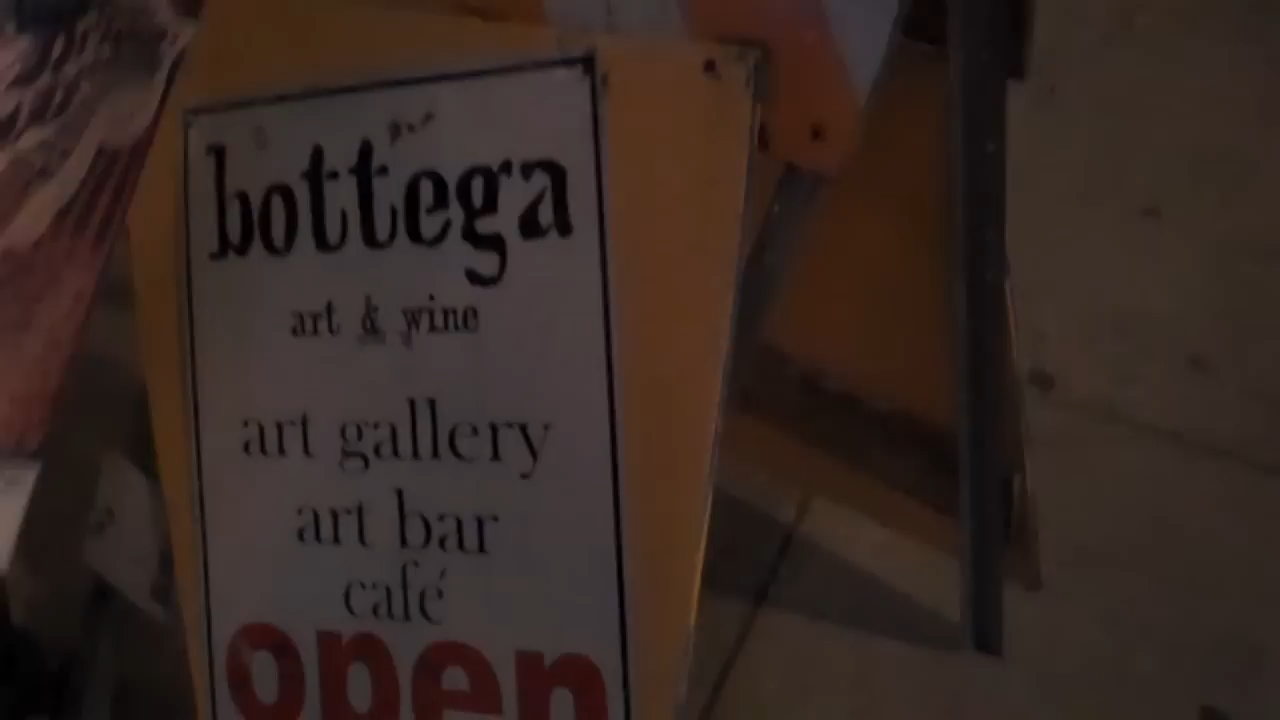 bottega
art & wine
art gallery
art bar
café
open